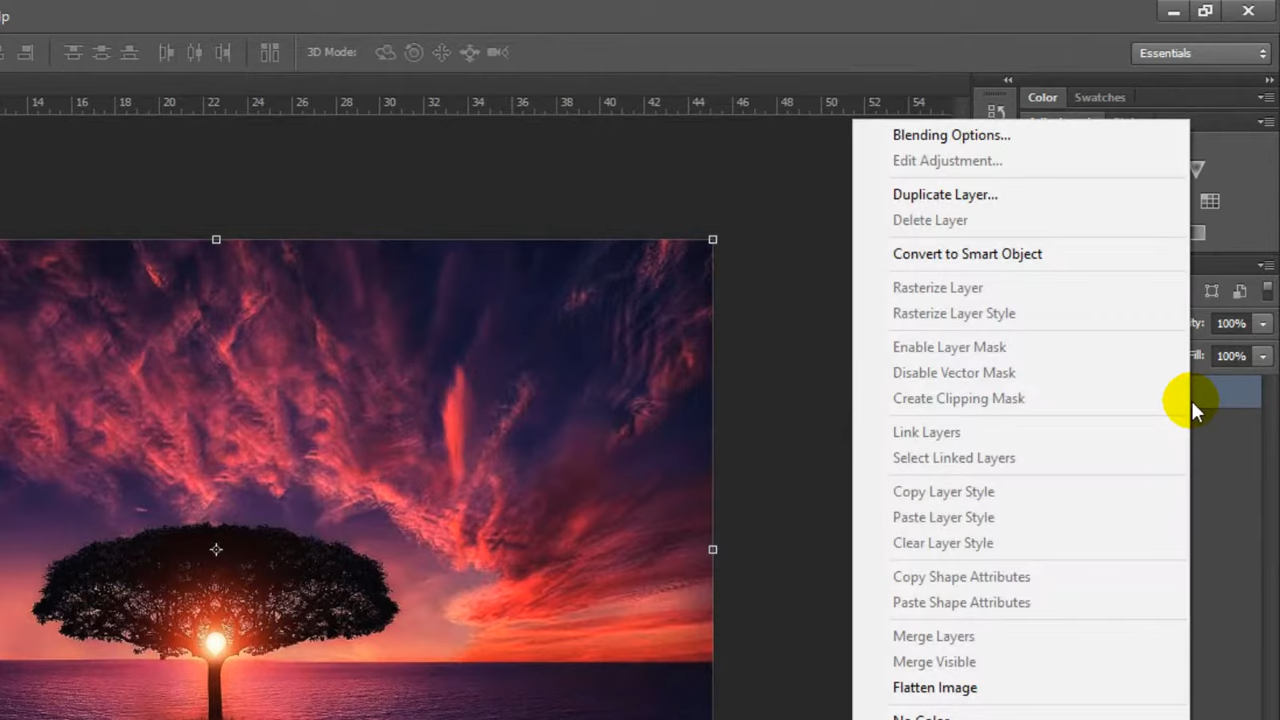 lp
3D Mode:
Essentials
14 16 18 20 22 24 26 28 30 32 34 36 38 40 42 44 46 48 50 52 54
Color Swatches
Blending Options...
Edit Adjustment...
Duplicate Layer...
Delete Layer
Convert to Smart Object
Rasterize Layer
Rasterize Layer Style
100%
Enable Layer Mask
100%
Disable Vector Mask
Create Clipping Mask
Link Layers
Select Linked Layers
Copy Layer Style
Paste Layer Style
Clear Layer Style
Copy Shape Attributes
Paste Shape Attributes
Merge Layers
Merge Visible
Flatten Image
No Color